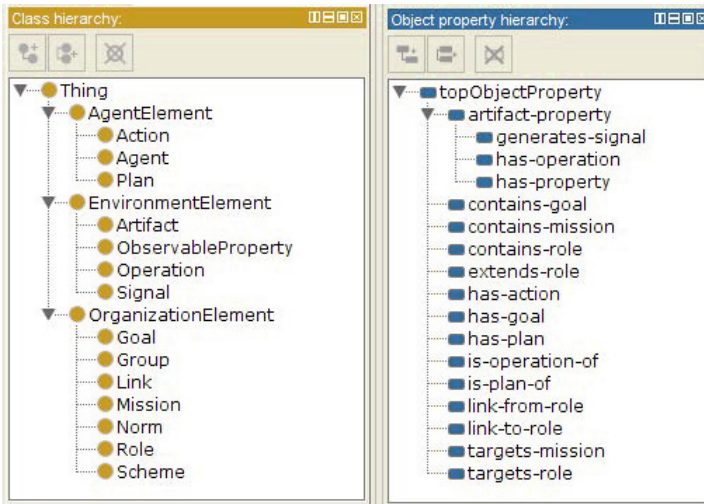 Class hierarchy:
Thing
AgentElement
Action
Agent
Plan
EnvironmentElement
Artifact
ObservableProperty
Operation
Signal
OrganizationElement
Goal
Group
Link
Mission
Norm
Role
Scheme
Object property hierarchy:
topObjectProperty
artifact-property
generates-signal
has-operation
has-property
contains-goal
contains-mission
contains-role
extends-role
has-action
has-goal
has-plan
is-operation-of
is-plan-of
link-from-role
link-to-role
targets-mission
targets-role